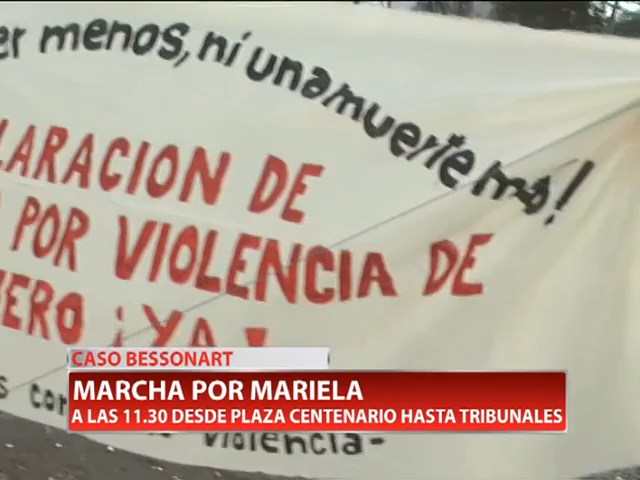 er menos, ni una muerte más!
LARACION DE
POR VIOLENCIA DE
NERO ¡YA!
CASO BESSONART
MARCHA POR MARIELA
A LAS 11.30 DESDE PLAZA CENTENARIO HASTA TRIBUNALES
violencia-